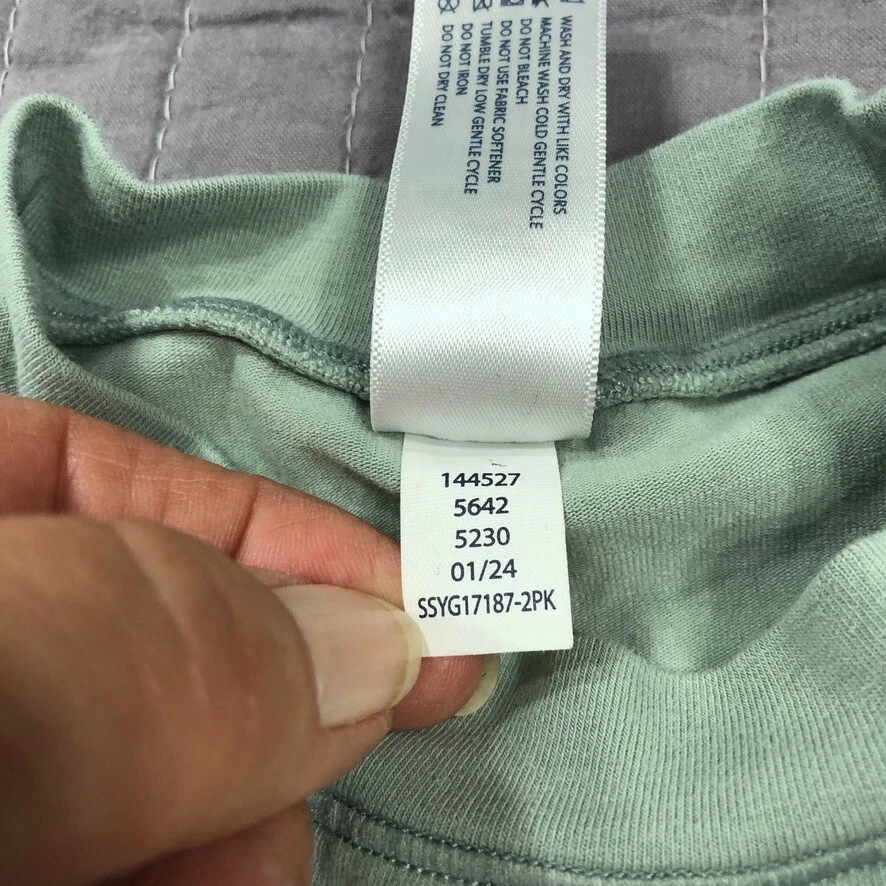 WASH AND DRY WITH LIKE COLORS
MACHINE WASH COLD GENTLE CYCLE
DO NOT BLEACH
DO NOT USE FABRIC SOFTENER
TUMBLE DRY LOW GENTLE CYCLE
DO NOT IRON
DO NOT DRY CLEAN
144527
5642
5230
01/24
SSYG17187-2PK